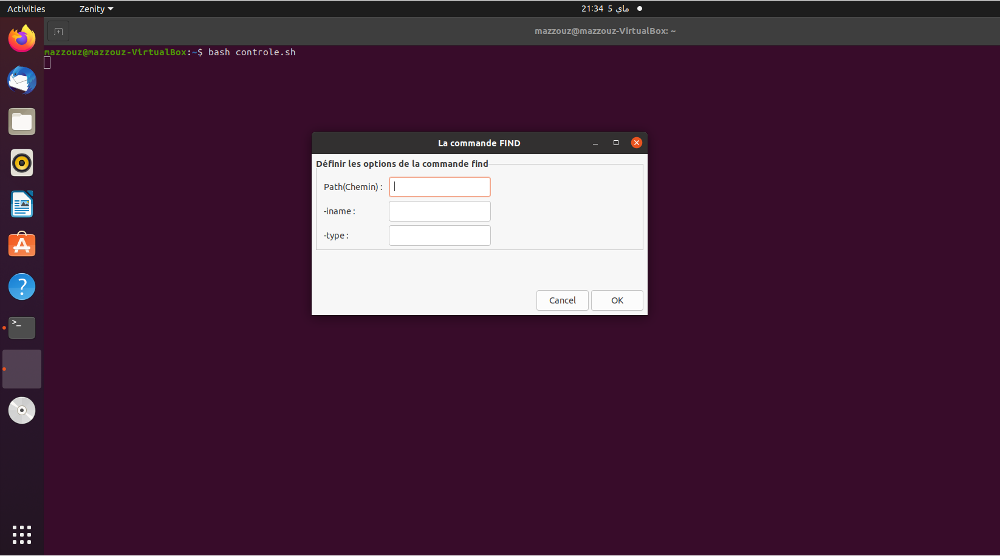 Activities
Zenity
21:34 5 ماي
mazzouz@mazzouz-VirtualBox: ~
mazzouz@mazzouz-VirtualBox:~$ bash controle.sh
La commande FIND
Définir les options de la commande find
Path(Chemin) :
-iname :
-type :
Cancel
OK
>_
?